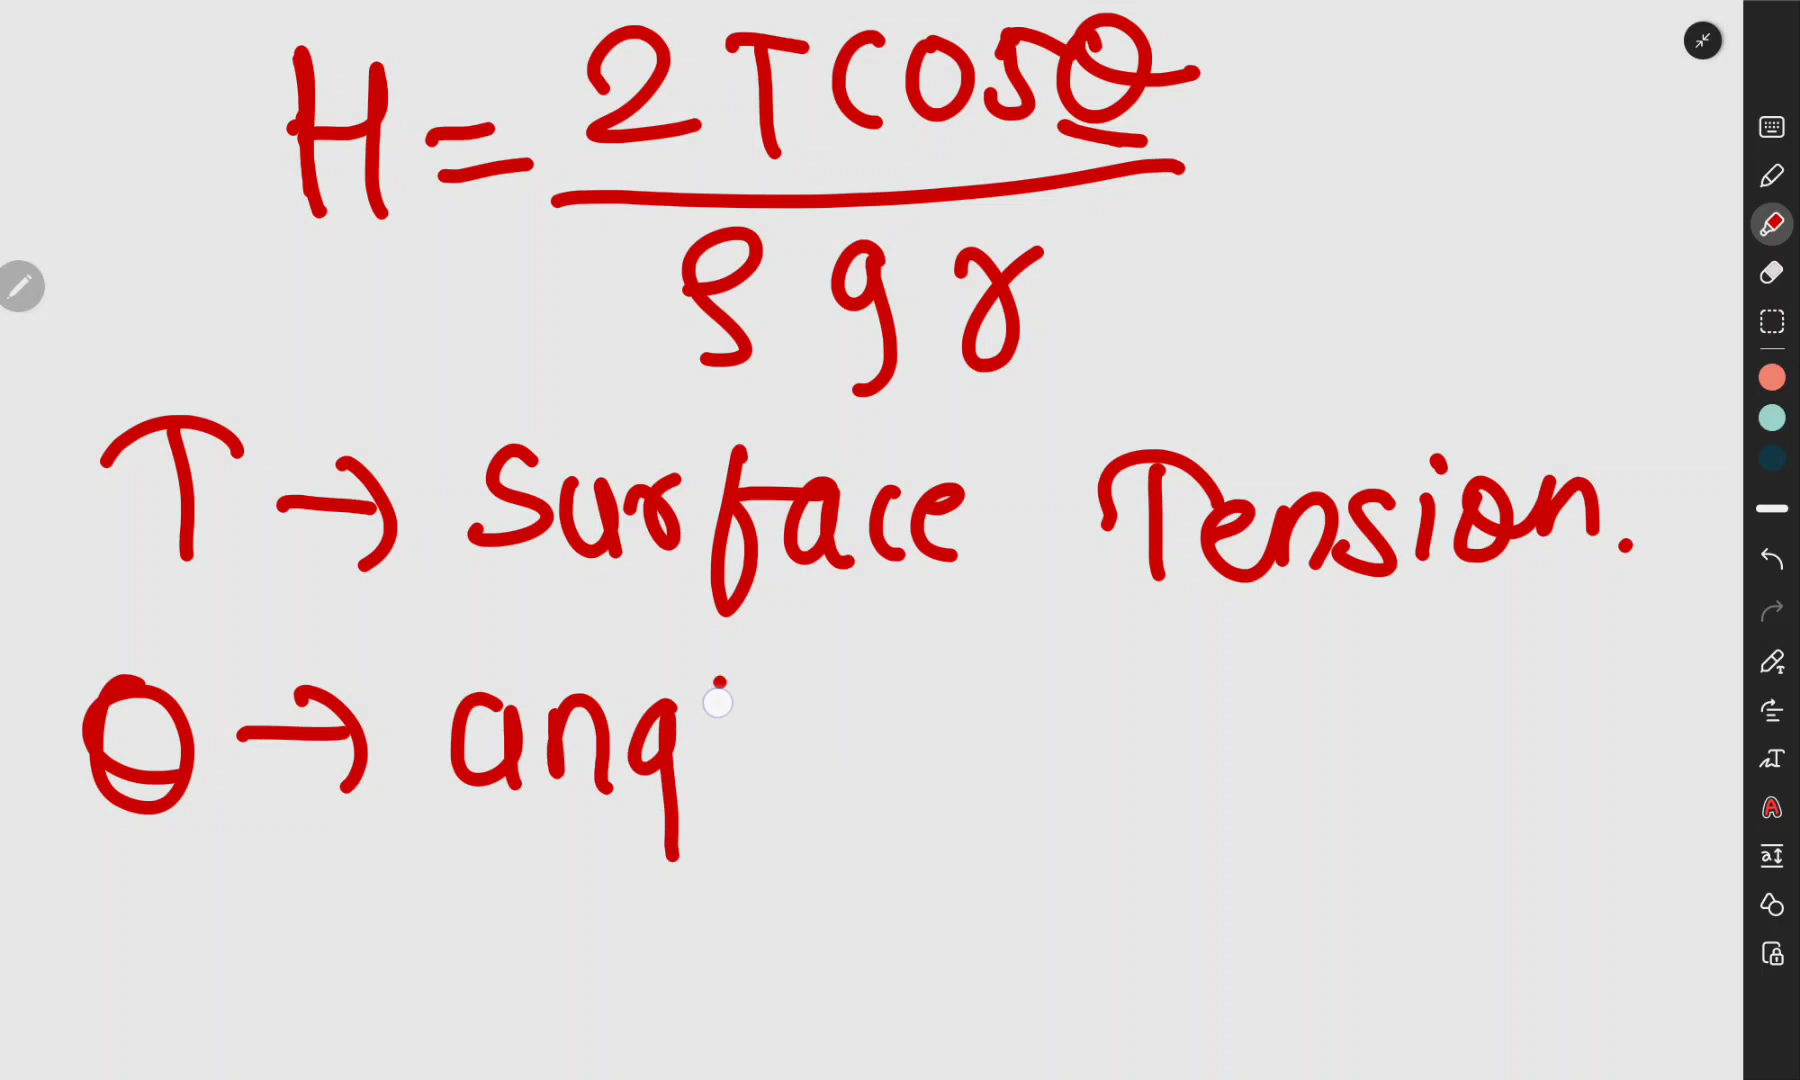 H = 2Tcosθ / ρgr
T → Surface Tension.
θ → ang